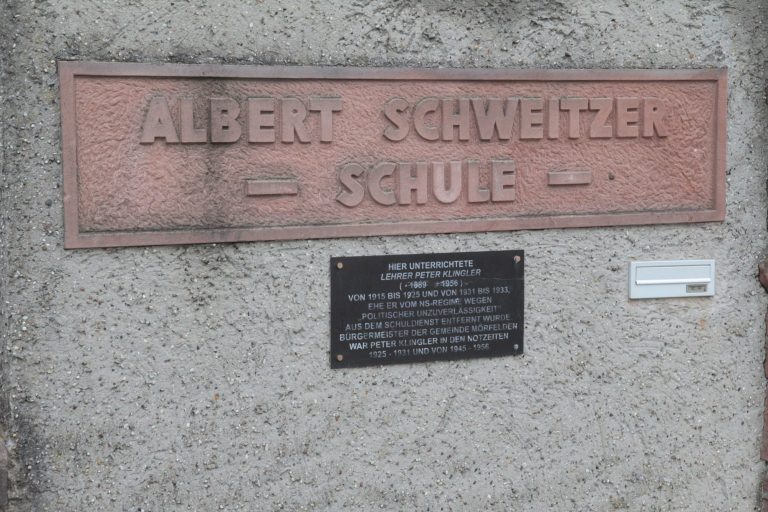 ALBERT SCHWEITZER
- SCHULE -
HIER UNTERRICHTETE
LEHRER PETER KLINGLER
( * 1889 † 1956 )
VON 1915 BIS 1925 UND VON 1931 BIS 1933,
EHE ER VOM NS-REGIME WEGEN
„POLITISCHER UNZUVERLÄSSIGKEIT"
AUS DEM SCHULDIENST ENTFERNT WURDE.
BÜRGERMEISTER DER GEMEINDE MÖRFELDEN
WAR PETER KLINGLER IN DEN NOTZEITEN
1925 - 1931 UND VON 1945 - 1956